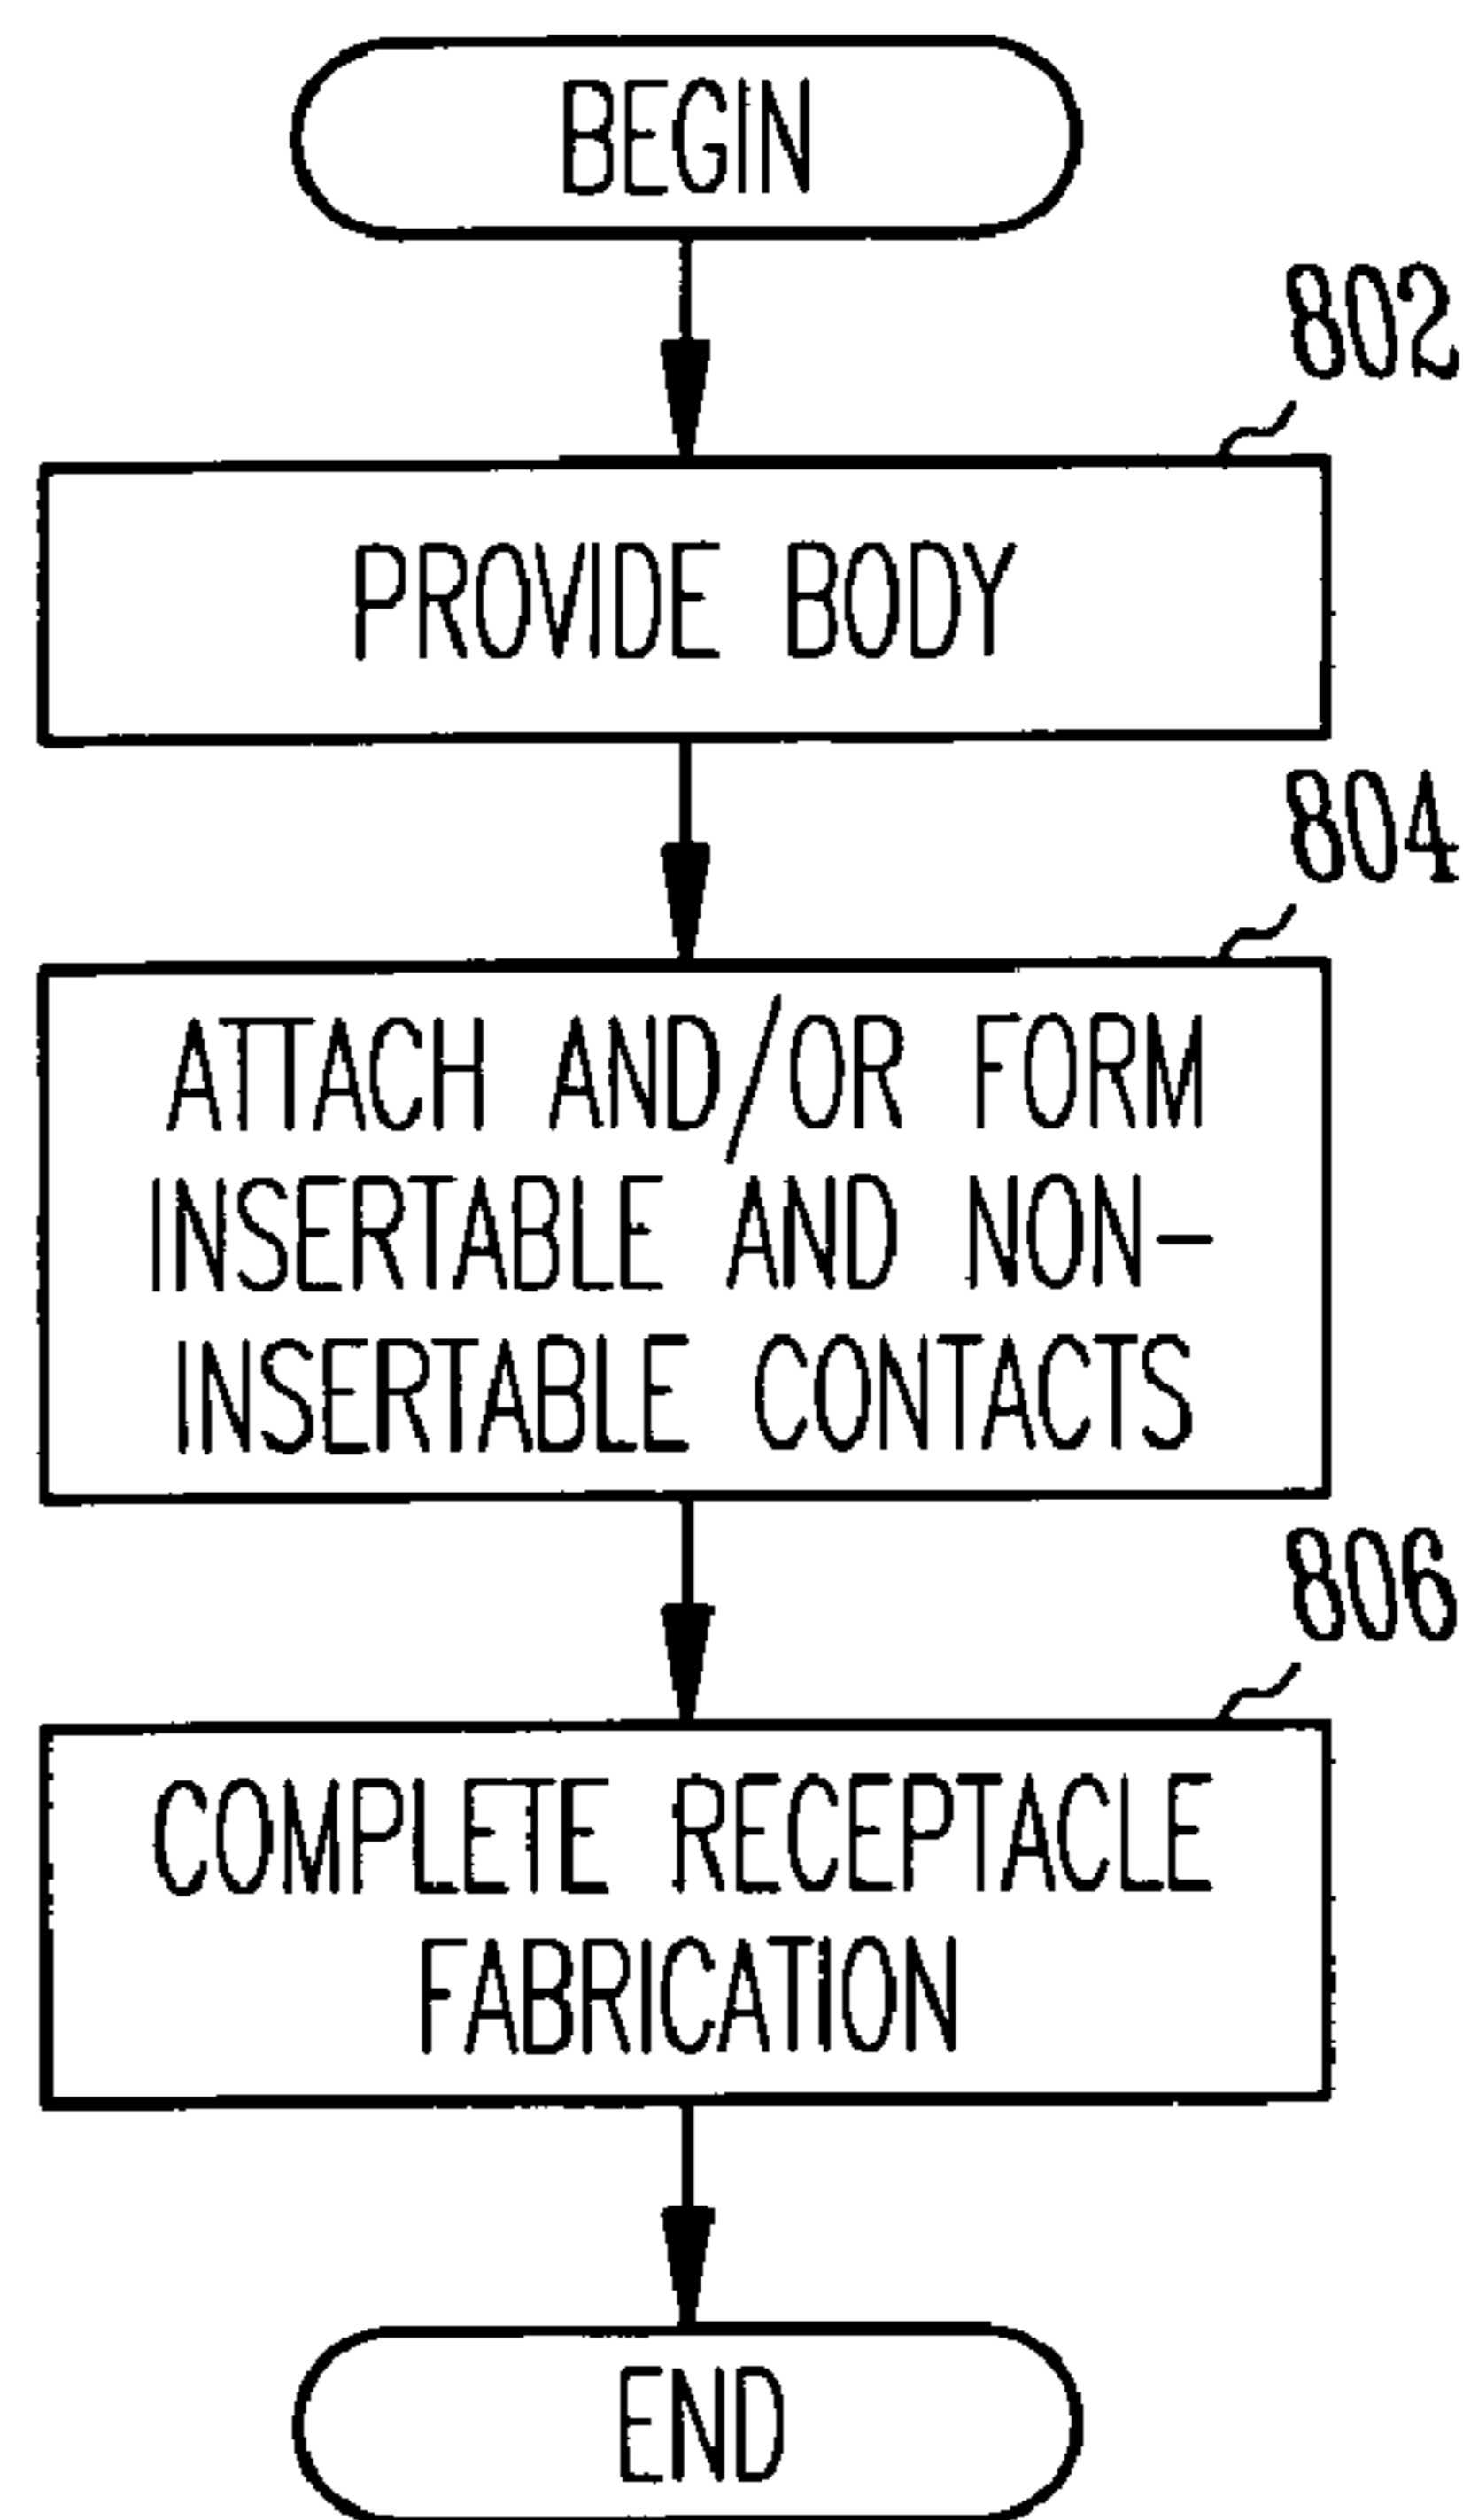 BEGIN
802
PROVIDE BODY
804
ATTACH AND/OR FORM
INSERTABLE AND NON-
INSERTABLE CONTACTS
806
COMPLETE RECEPTACLE
FABRICATION
END